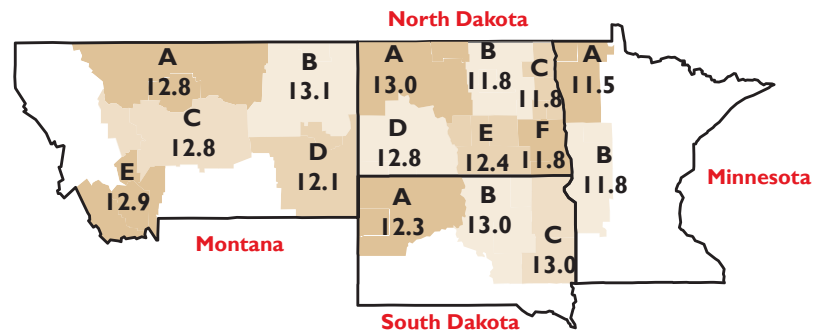 North Dakota
A
12.8
B
13.1
C
12.8
D
12.1
E
12.9
Montana
A
13.0
B
11.8
C
11.8
D
12.8
E
12.4
F
11.8
A
11.5
B
11.8
Minnesota
A
12.3
B
13.0
C
13.0
South Dakota